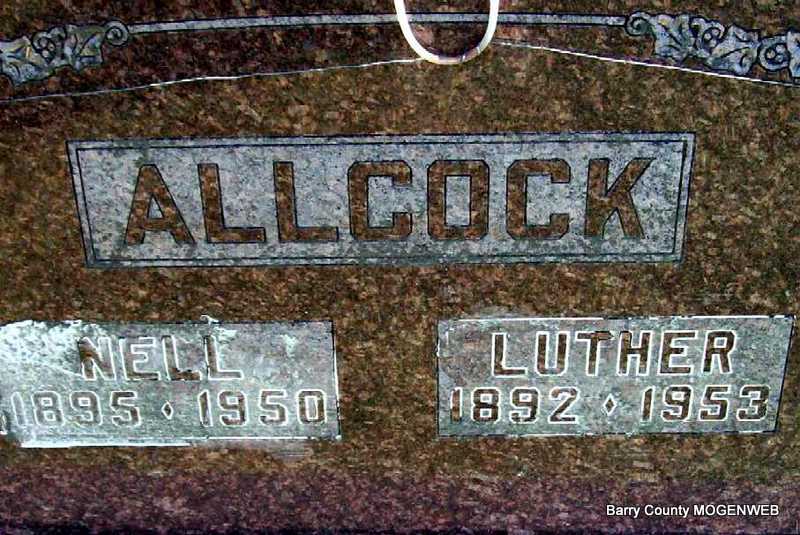 ALLCOCK
NELL
1895 · 1950
LUTHER
1892 · 1953
Barry County MOGENWEB